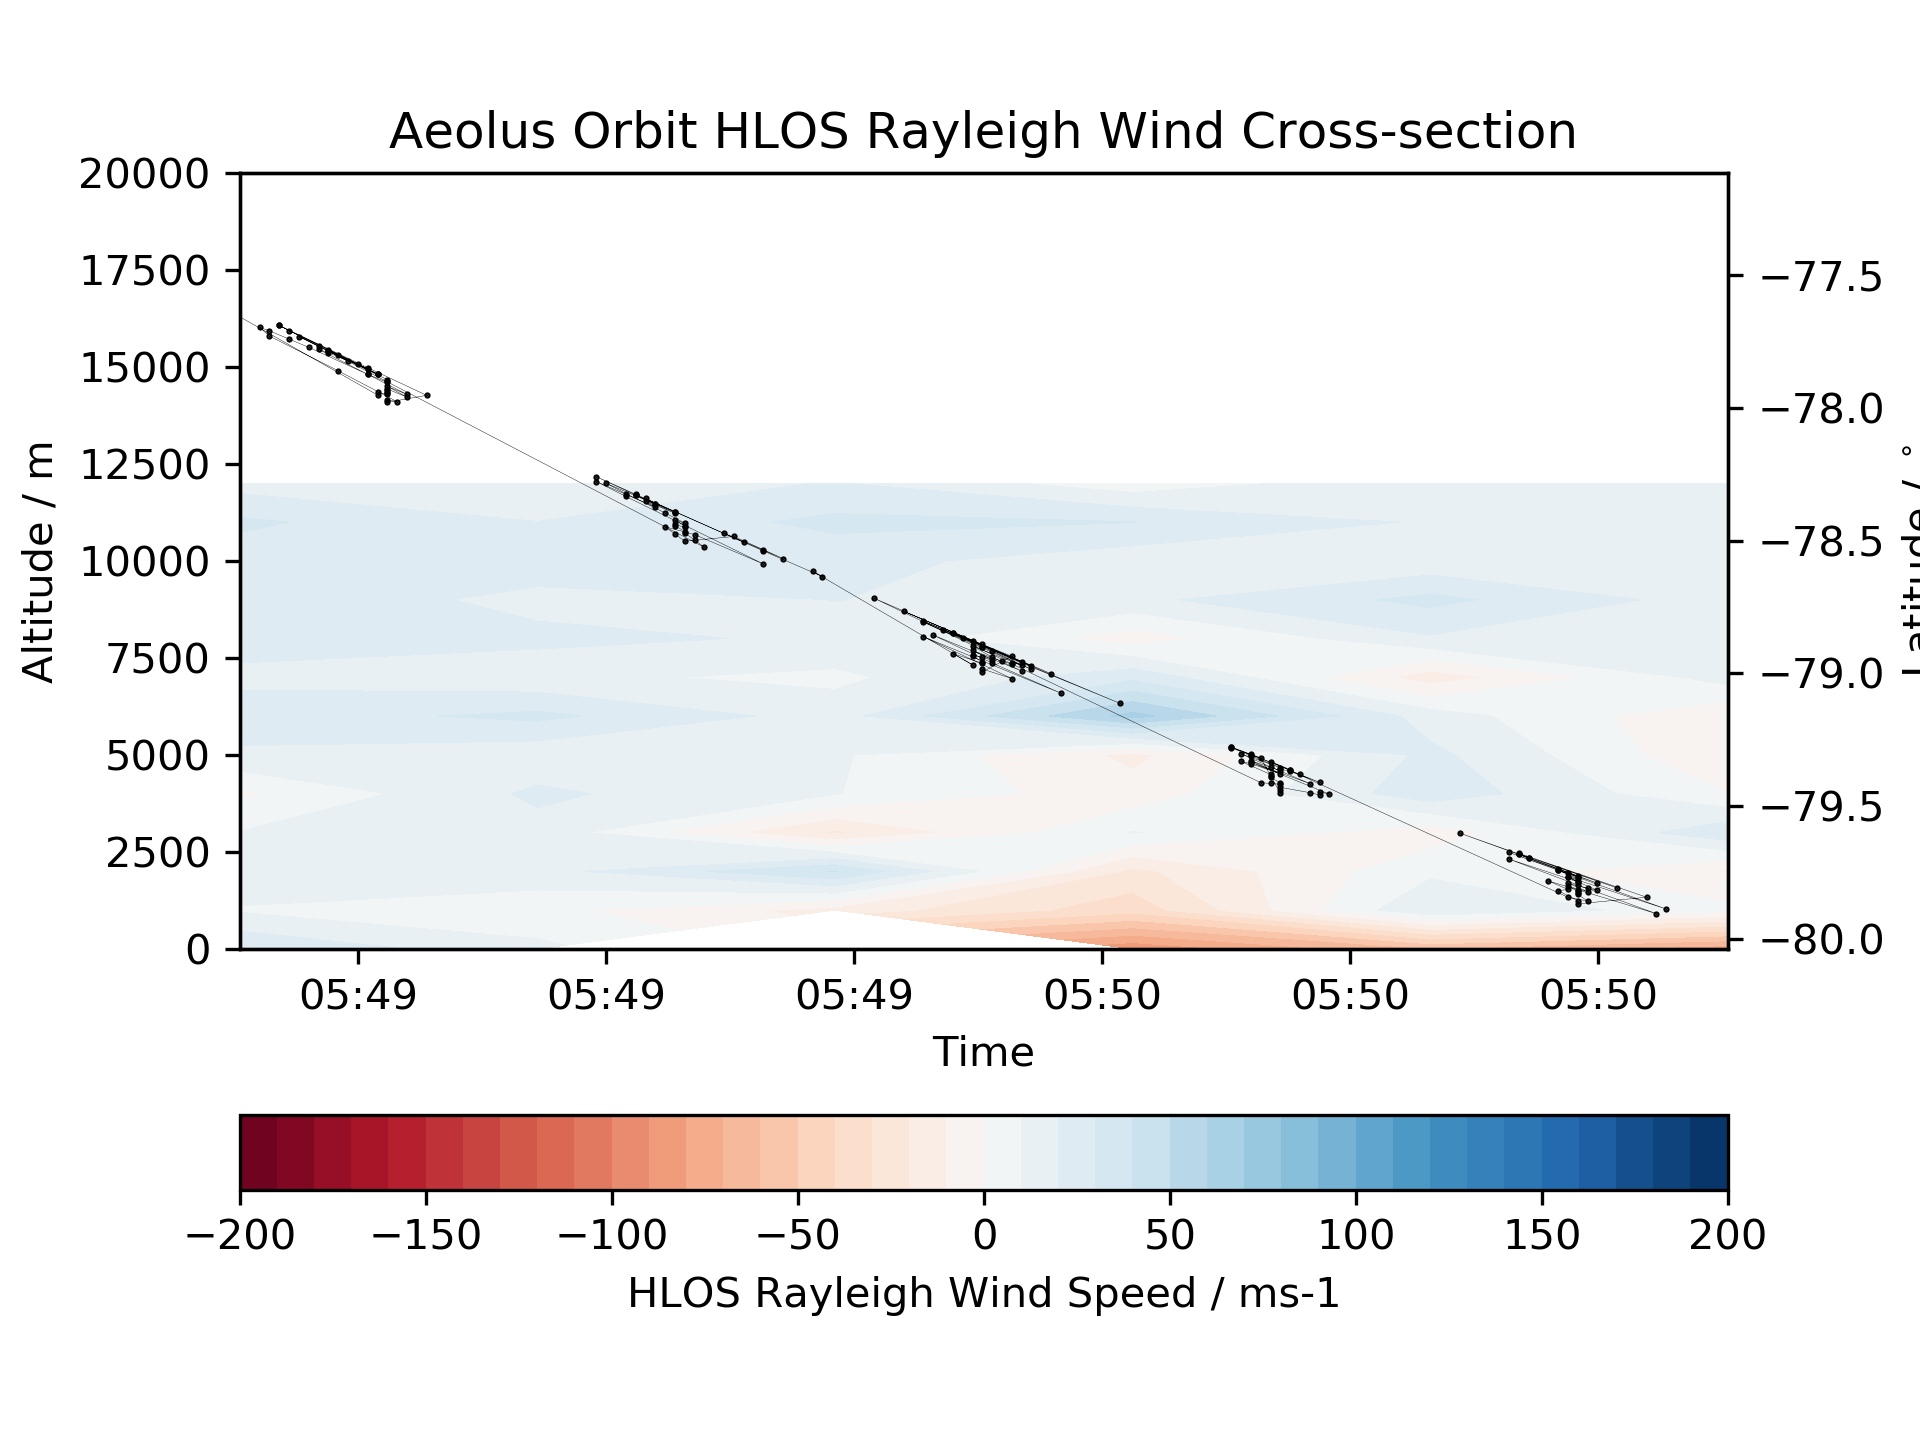 Aeolus Orbit HLOS Rayleigh Wind Cross-section
20000
17500
15000
12500
10000
7500
5000
2500
0
Altitude / m
−77.5
−78.0
−78.5
−79.0
−79.5
−80.0
Latitude / °
05:49 05:49 05:49 05:50 05:50 05:50
Time
−200 −150 −100 −50 0 50 100 150 200
HLOS Rayleigh Wind Speed / ms-1